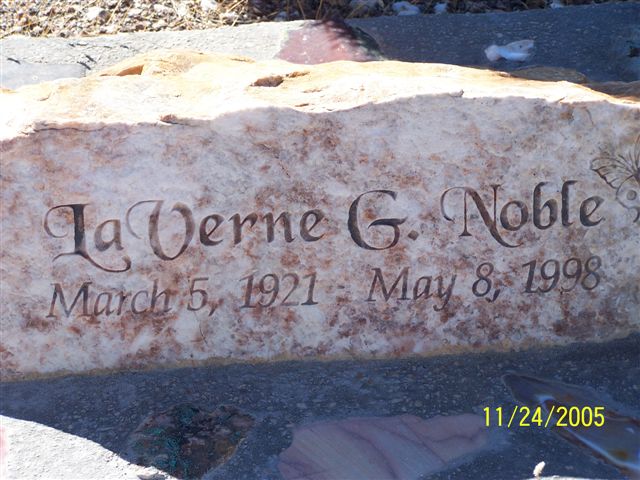 LaVerne G. Noble
March 5, 1921 - May 8, 1998
11/24/2005